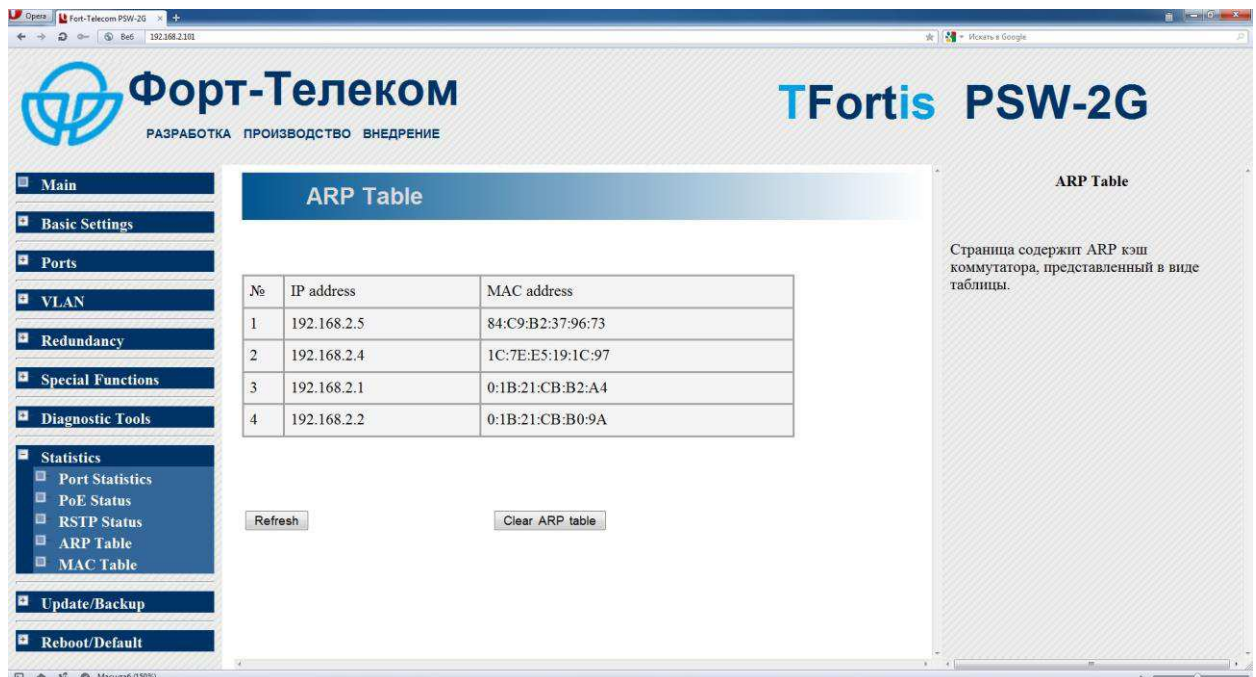 Opera
Fort-Telecom PSW-2G
Веб
192.168.2.101
Искать в Google
Форт-Телеком
РАЗРАБОТКА ПРОИЗВОДСТВО ВНЕДРЕНИЕ
TFortis PSW-2G
Main
Basic Settings
Ports
VLAN
Redundancy
Special Functions
Diagnostic Tools
Statistics
Port Statistics
PoE Status
RSTP Status
ARP Table
MAC Table
Update/Backup
Reboot/Default
ARP Table
№ IP address MAC address
1 192.168.2.5 84:C9:B2:37:96:73
2 192.168.2.4 1C:7E:E5:19:1C:97
3 192.168.2.1 0:1B:21:CB:B2:A4
4 192.168.2.2 0:1B:21:CB:B0:9A
Refresh Clear ARP table
ARP Table
Страница содержит ARP кэш
коммутатора, представленный в виде
таблицы.
Масштаб (150%)